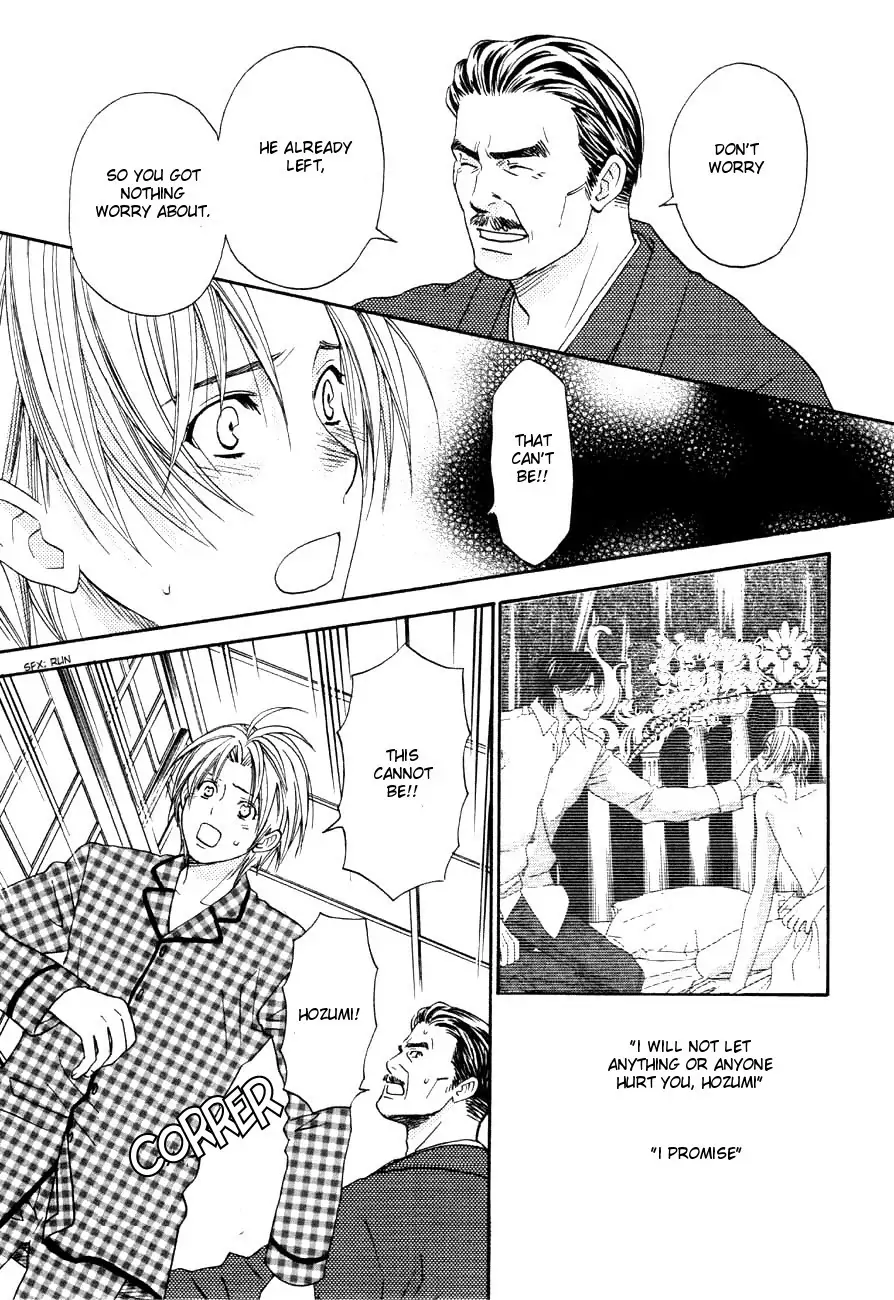 DON'T
WORRY
HE ALREADY
LEFT,
SO YOU GOT
NOTHING
WORRY ABOUT.
THAT
CAN'T
BE!!
"I WILL NOT LET
ANYTHING OR ANYONE
HURT YOU, HOZUMI"
"I PROMISE"
SFX: RUN
THIS
CANNOT
BE!!
HOZUMI!
CORRER